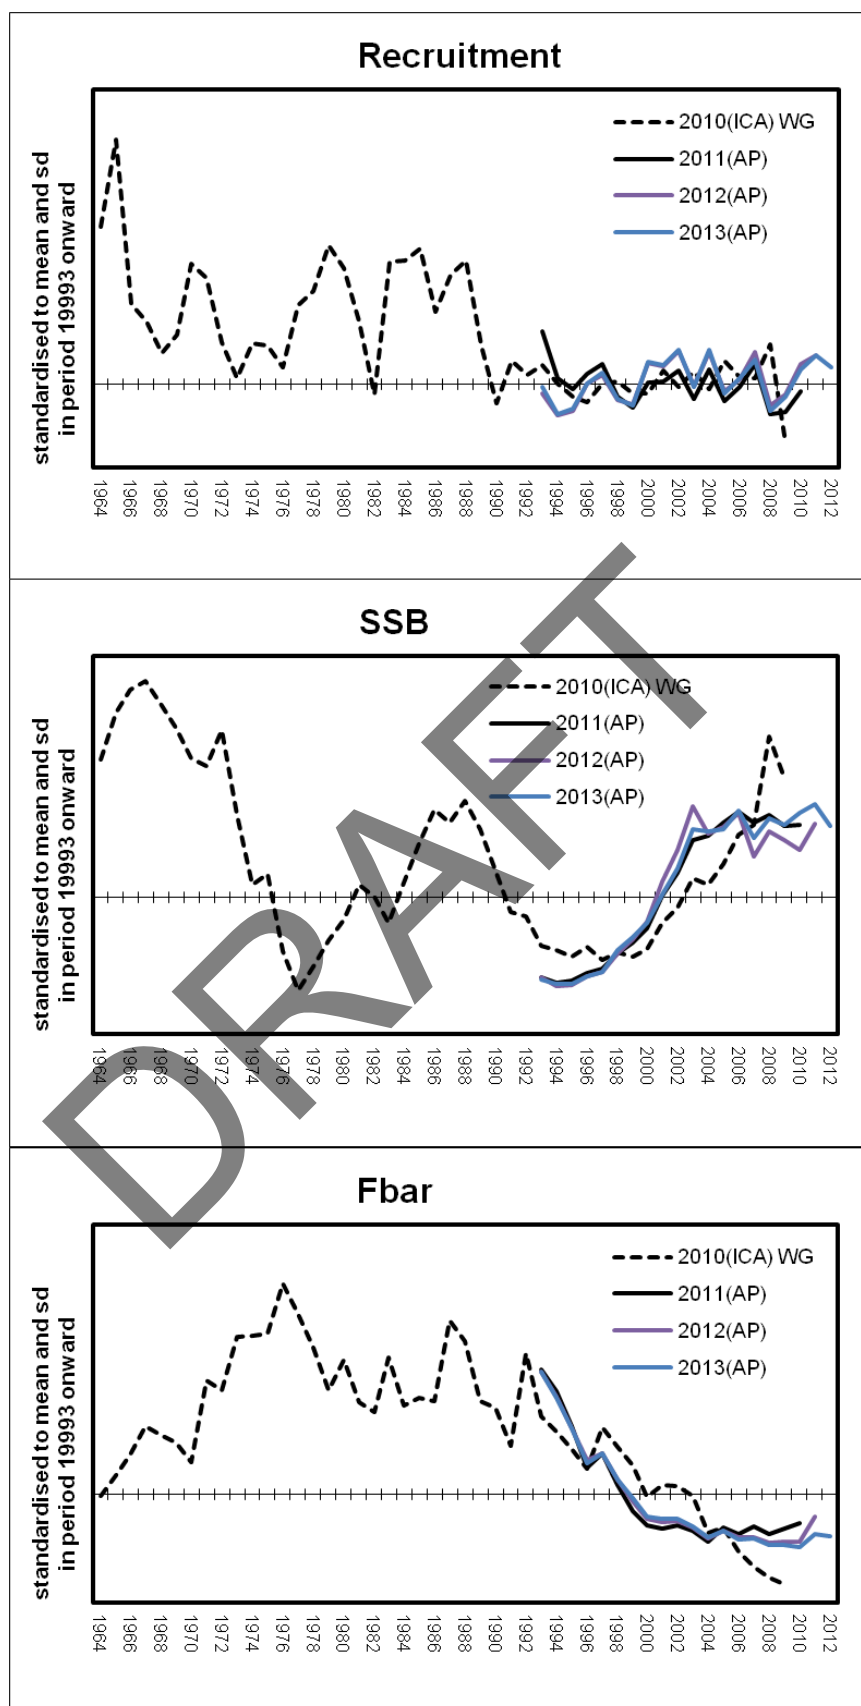 Recruitment
standardised to mean and sd
in period 19993 onward
2010(ICA) WG
2011(AP)
2012(AP)
2013(AP)
1964 1966 1968 1970 1972 1974 1976 1978 1980 1982 1984 1986 1988 1990 1992 1994 1996 1998 2000 2002 2004 2006 2008 2010 2012
SSB
standardised to mean and sd
in period 19993 onward
2010(ICA) WG
2011(AP)
2012(AP)
2013(AP)
1964 1966 1968 1970 1972 1974 1976 1978 1980 1982 1984 1986 1988 1990 1992 1994 1996 1998 2000 2002 2004 2006 2008 2010 2012
DRAFT
Fbar
standardised to mean and sd
in period 19993 onward
2010(ICA) WG
2011(AP)
2012(AP)
2013(AP)
1964 1966 1968 1970 1972 1974 1976 1978 1980 1982 1984 1986 1988 1990 1992 1994 1996 1998 2000 2002 2004 2006 2008 2010 2012